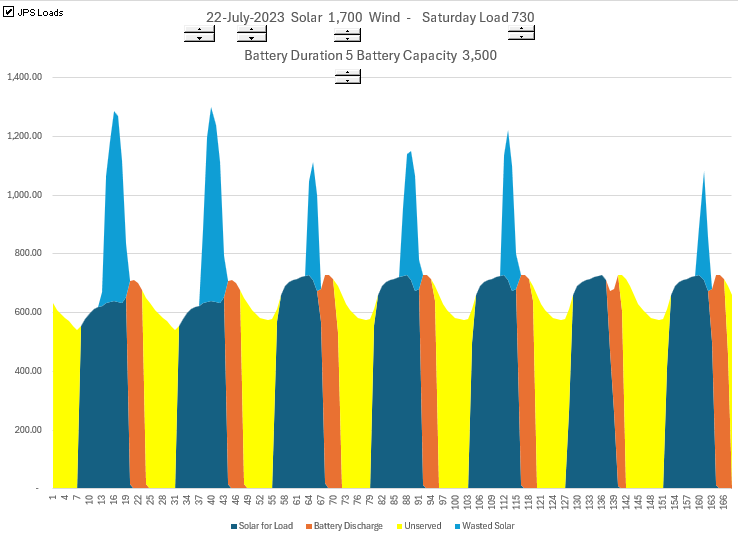 JPS Loads
22-July-2023 Solar 1,700 Wind - Saturday Load 730
Battery Duration 5 Battery Capacity 3,500
1,400.00
1,200.00
1,000.00
800.00
600.00
400.00
200.00
-
1 4 7 10 13 16 19 22 25 28 31 34 37 40 43 46 49 52 55 58 61 64 67 70 73 76 79 82 85 88 91 94 97 100 103 106 109 112 115 118 121 124 127 130 133 136 139 142 145 148 151 154 157 160 163 166
Solar for Load Battery Discharge Unserved Wasted Solar